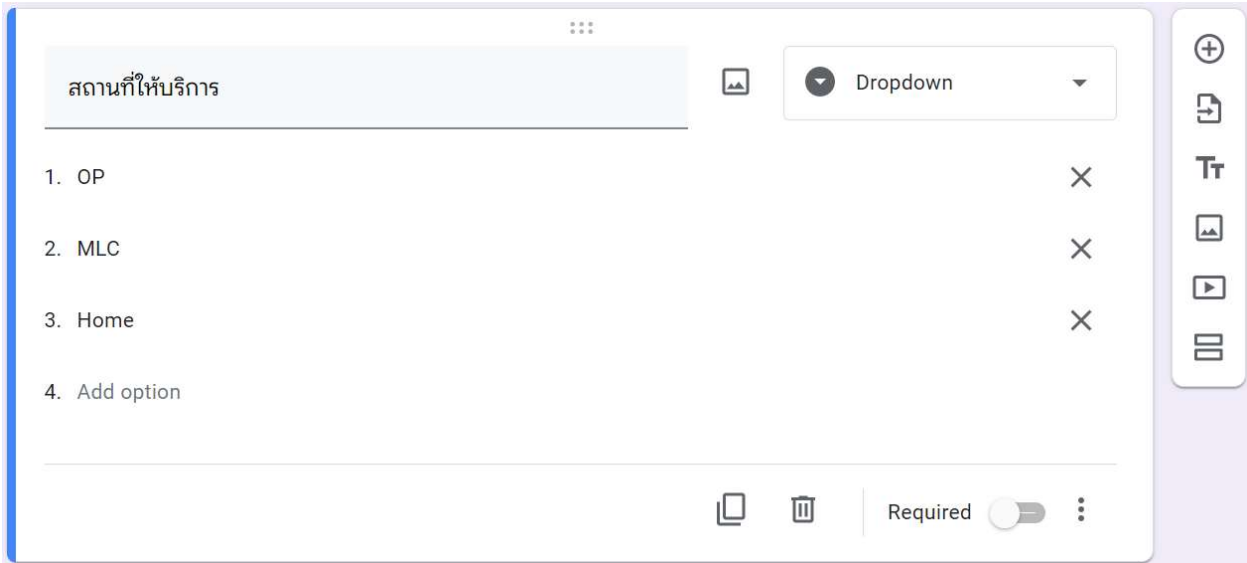 สถานที่ให้บริการ
Dropdown
1. OP
2. MLC
3. Home
4. Add option
Required